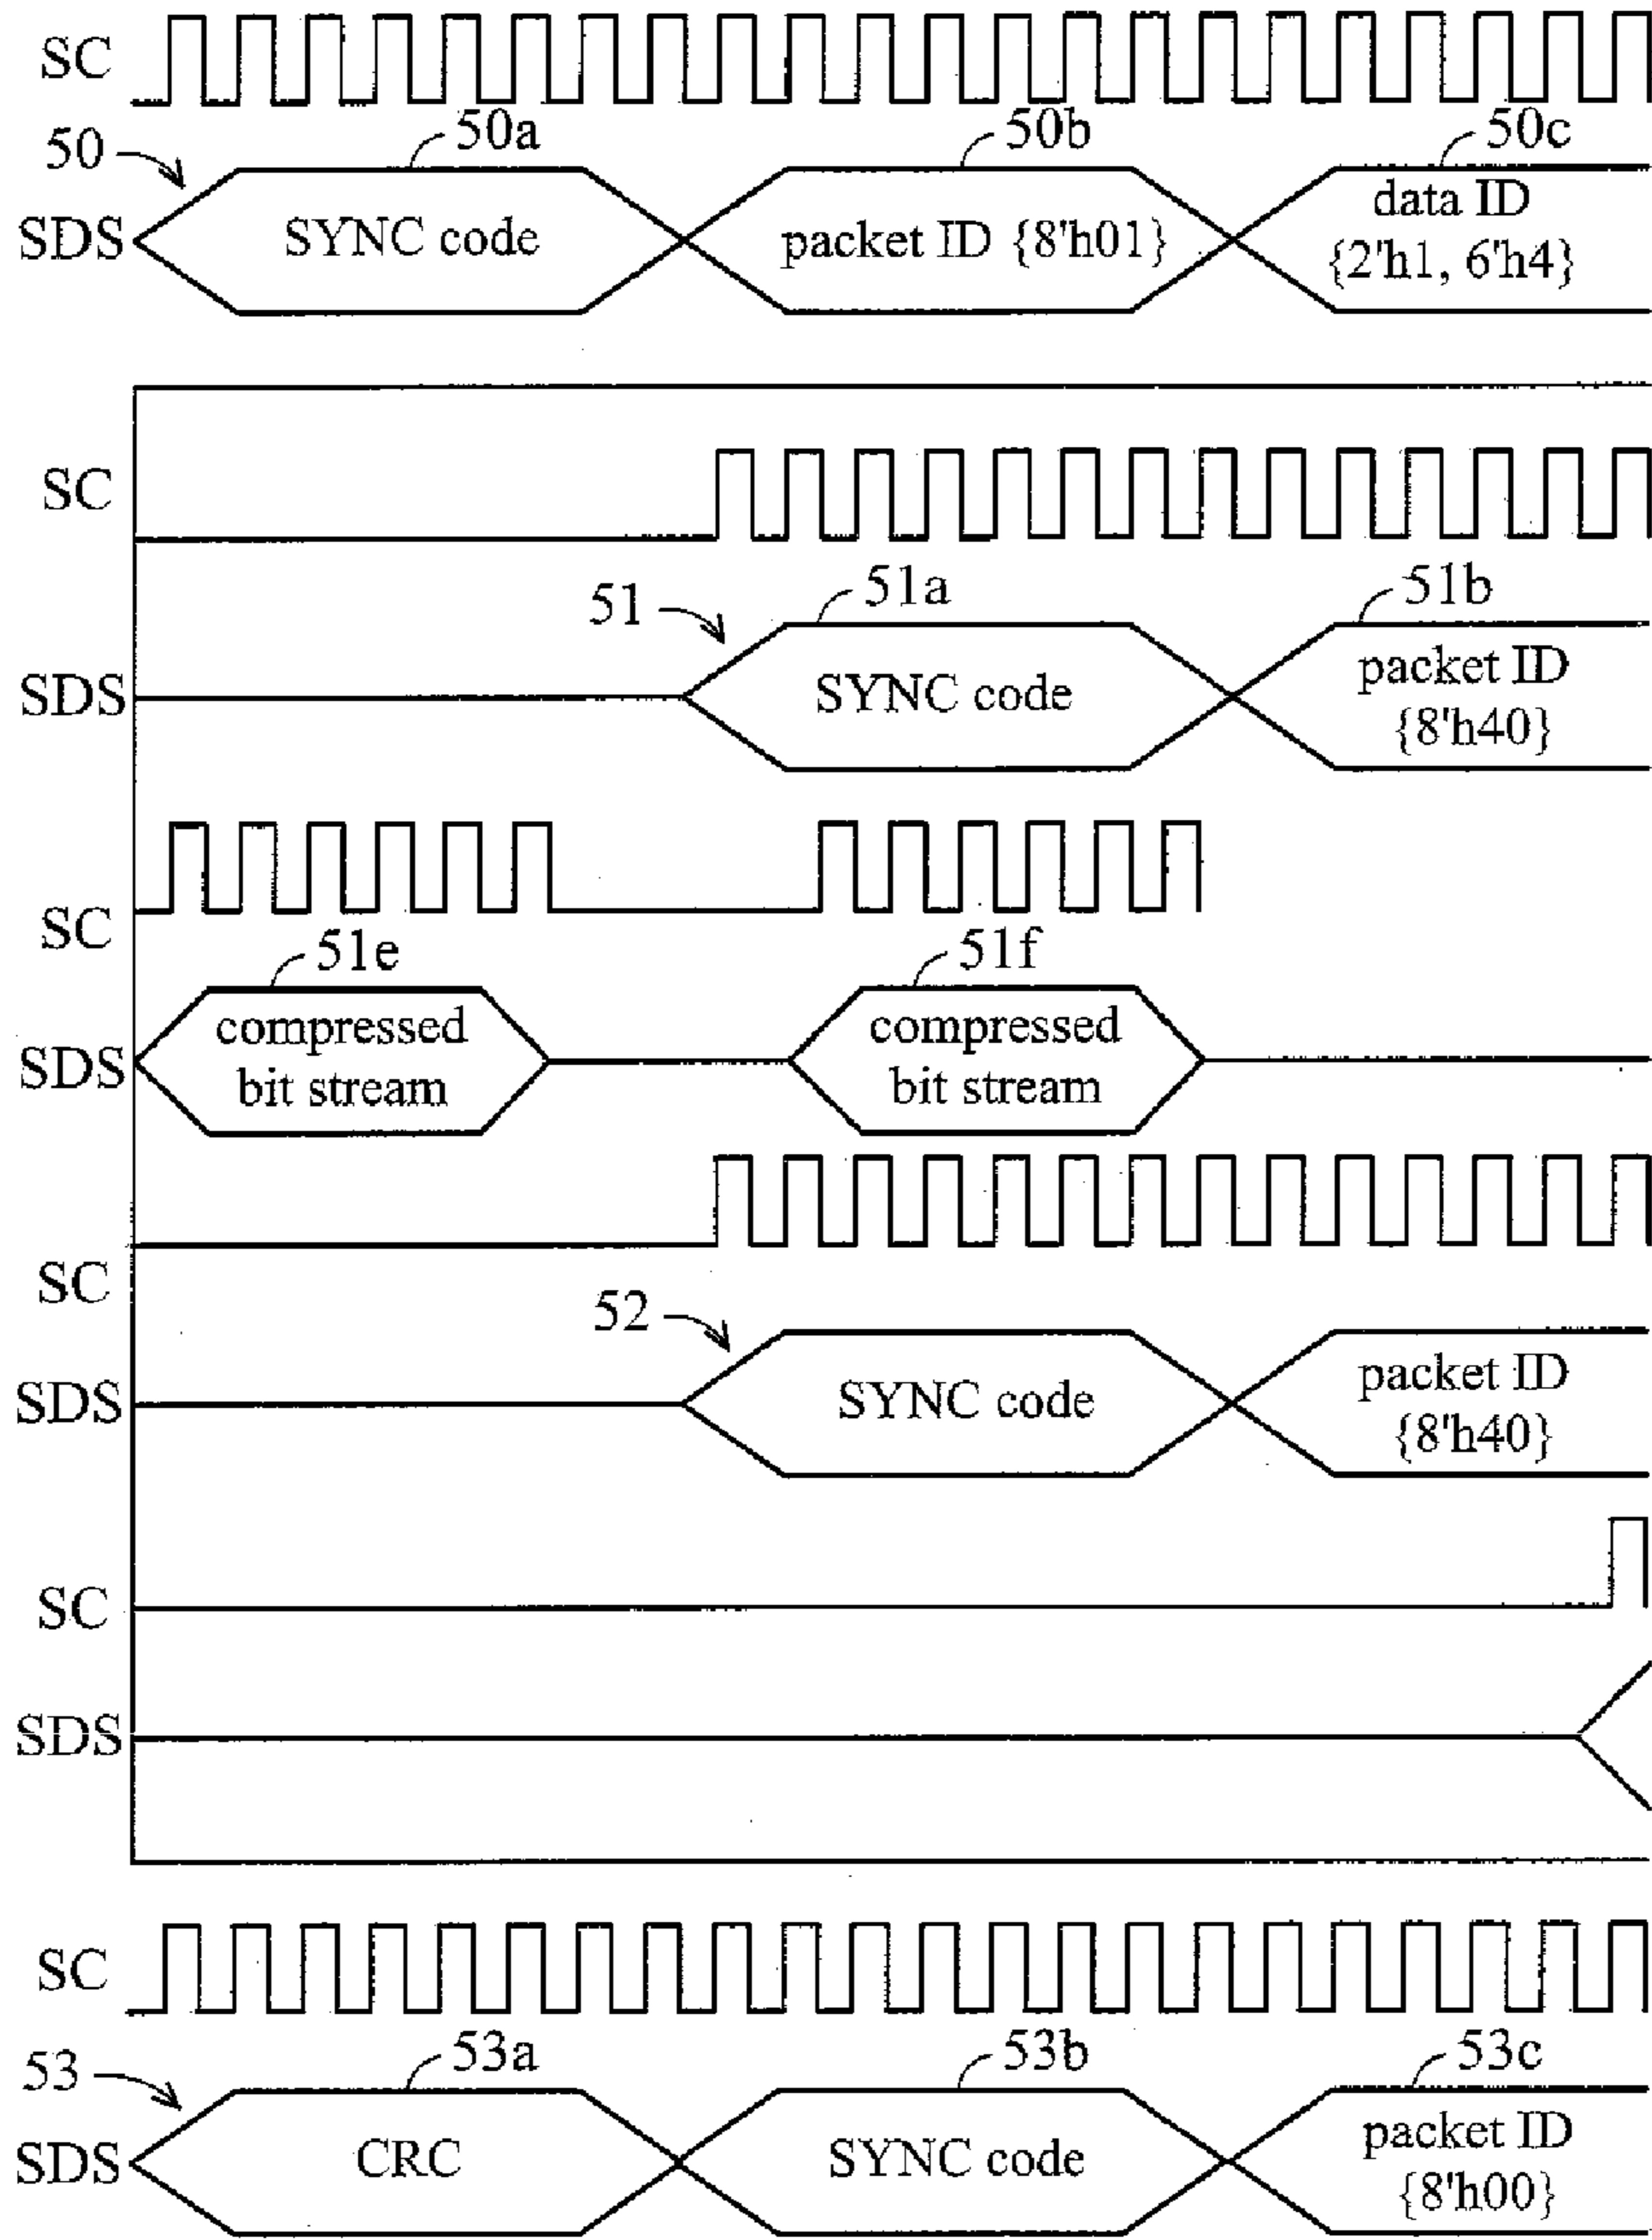 SC
50 50a 50b 50c
SDS SYNC code packet ID {8'h01} data ID
{2'h1, 6'h4}
SC
51 51a 51b
SDS SYNC code packet ID
{8'h40}
SC
51e 51f
SDS compressed
bit stream compressed
bit stream
SC
52
SDS SYNC code packet ID
{8'h40}
SC
SDS
SC
53 53a 53b 53c
SDS CRC SYNC code packet ID
{8'h00}